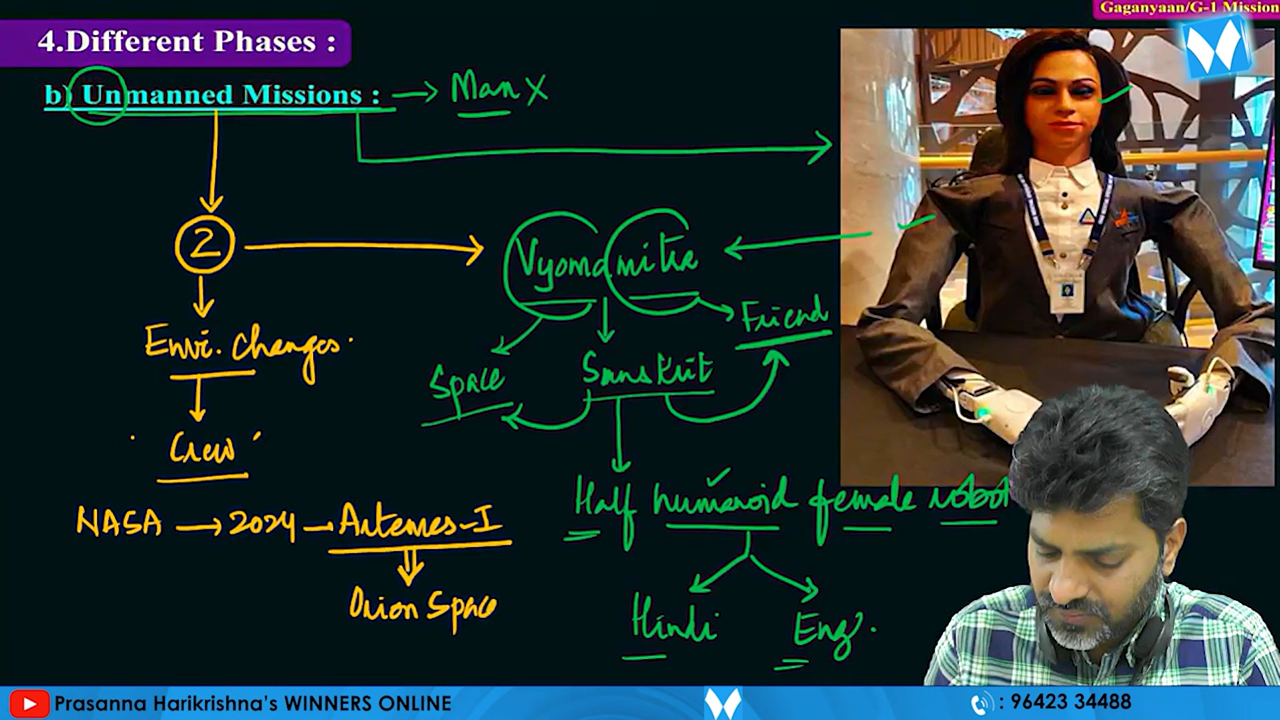 Gaganyaan/G-1 Mission
4.Different Phases :
b) Unmanned Missions : → Man X
2 → Vyomamitra
Friend
Envi. Changes.
Space Sanskrit
'Crew'
Half humanoid female robot
NASA → 2024 – Artemes-I
Orion Space
Hindi Eng.
Prasanna Harikrishna's WINNERS ONLINE
: 96423 34488